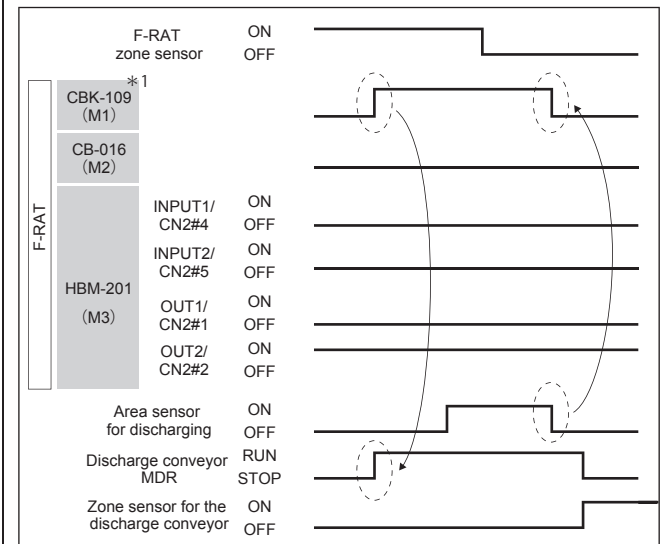 F-RAT
zone sensor
ON
OFF
F-RAT
*1
CBK-109
(M1)
CB-016
(M2)
HBM-201
(M3)
INPUT1/
CN2#4
ON
OFF
INPUT2/
CN2#5
ON
OFF
OUT1/
CN2#1
ON
OFF
OUT2/
CN2#2
ON
OFF
Area sensor
for discharging
ON
OFF
Discharge conveyor
MDR
RUN
STOP
Zone sensor for the
discharge conveyor
ON
OFF